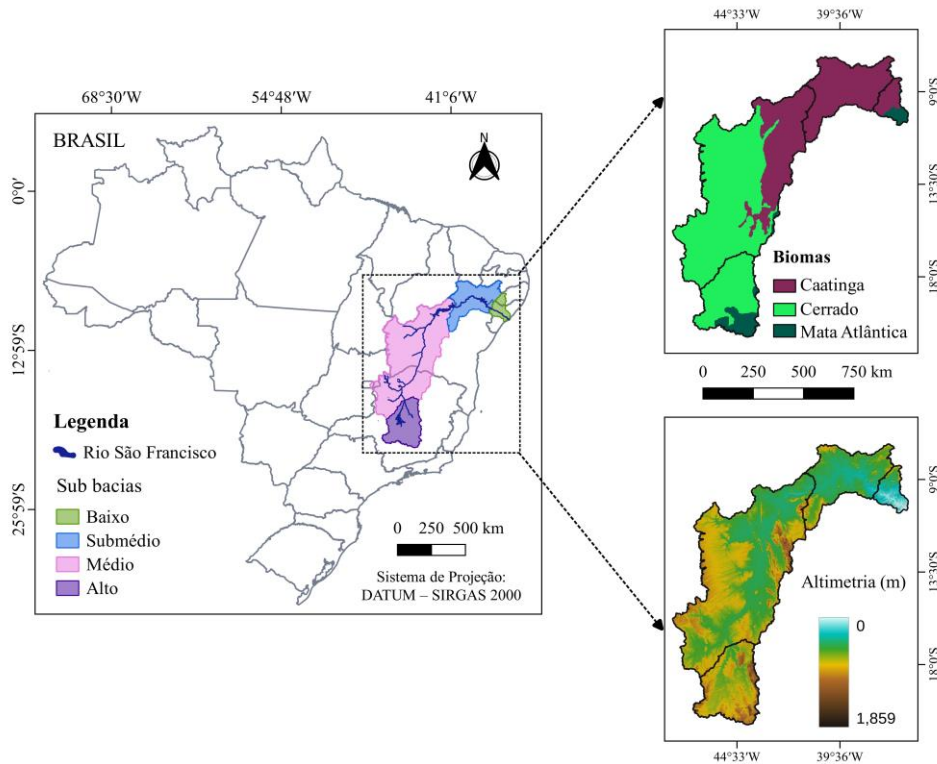 68°30'W
54°48'W
41°6'W
BRASIL
N
0°0'
12°59'S
25°59'S
Legenda
Rio São Francisco
Sub bacias
Baixo
Submédio
Médio
Alto
0 250 500 km
Sistema de Projeção:
DATUM – SIRGAS 2000
44°33'W
39°36'W
9°0'S
13°30'S
18°0'S
Biomas
Caatinga
Cerrado
Mata Atlântica
0 250 500 750 km
9°0'S
13°30'S
18°0'S
Altimetria (m)
0
1,859
44°33'W
39°36'W